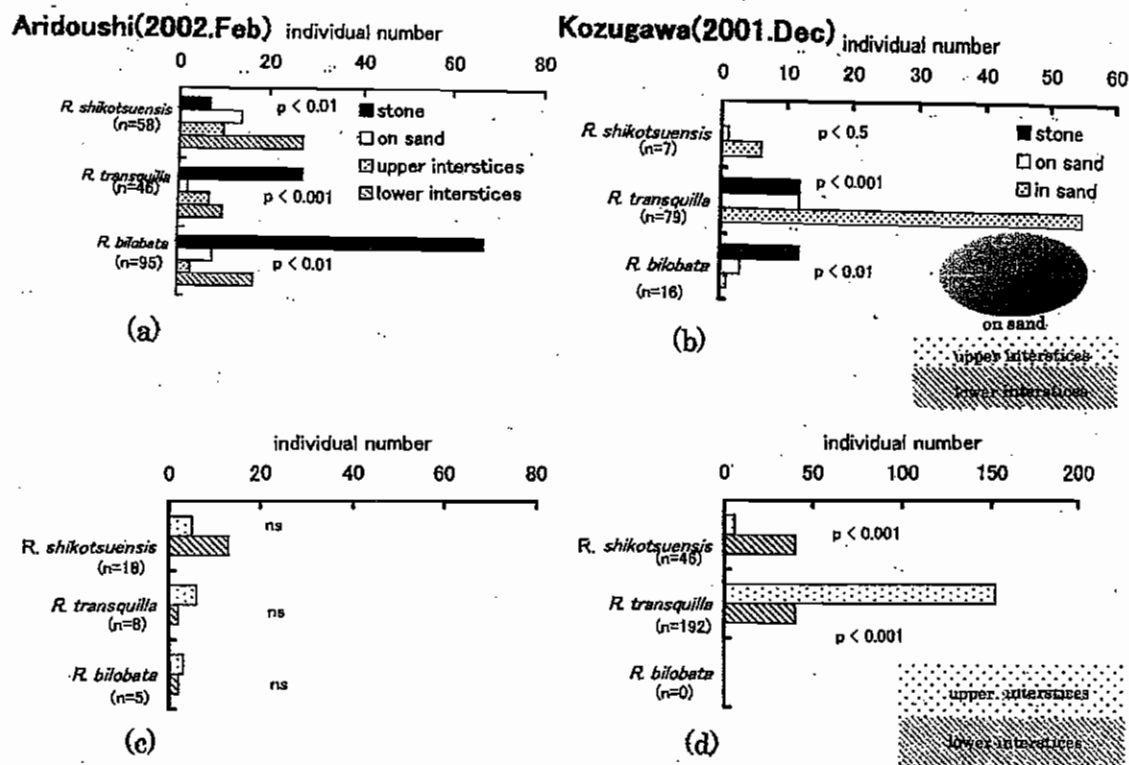 Aridoushi(2002.Feb) individual number
0 20 40 60 80
R. shikotsuensis
(n=58)
p < 0.01
R. transquilla
(n=46)
p < 0.001
R. bilobata
(n=95)
p < 0.01
stone
on sand
upper interstices
lower interstices
(a)
Kozugawa(2001.Dec) individual number
0 10 20 30 40 50 60
R. shikotsuensis
(n=7)
p < 0.5
R. transquilla
(n=79)
p < 0.001
R. bilobata
(n=16)
p < 0.01
stone
on sand
in sand
on sand
upper interstices
lower interstices
(b)
individual number
0 20 40 60 80
R. shikotsuensis
(n=18)
ns
R. transquilla
(n=8)
ns
R. bilobata
(n=5)
ns
(c)
individual number
0 50 100 150 200
R. shikotsuensis
(n=46)
p < 0.001
R. transquilla
(n=192)
p < 0.001
R. bilobata
(n=0)
upper interstices
lower interstices
(d)